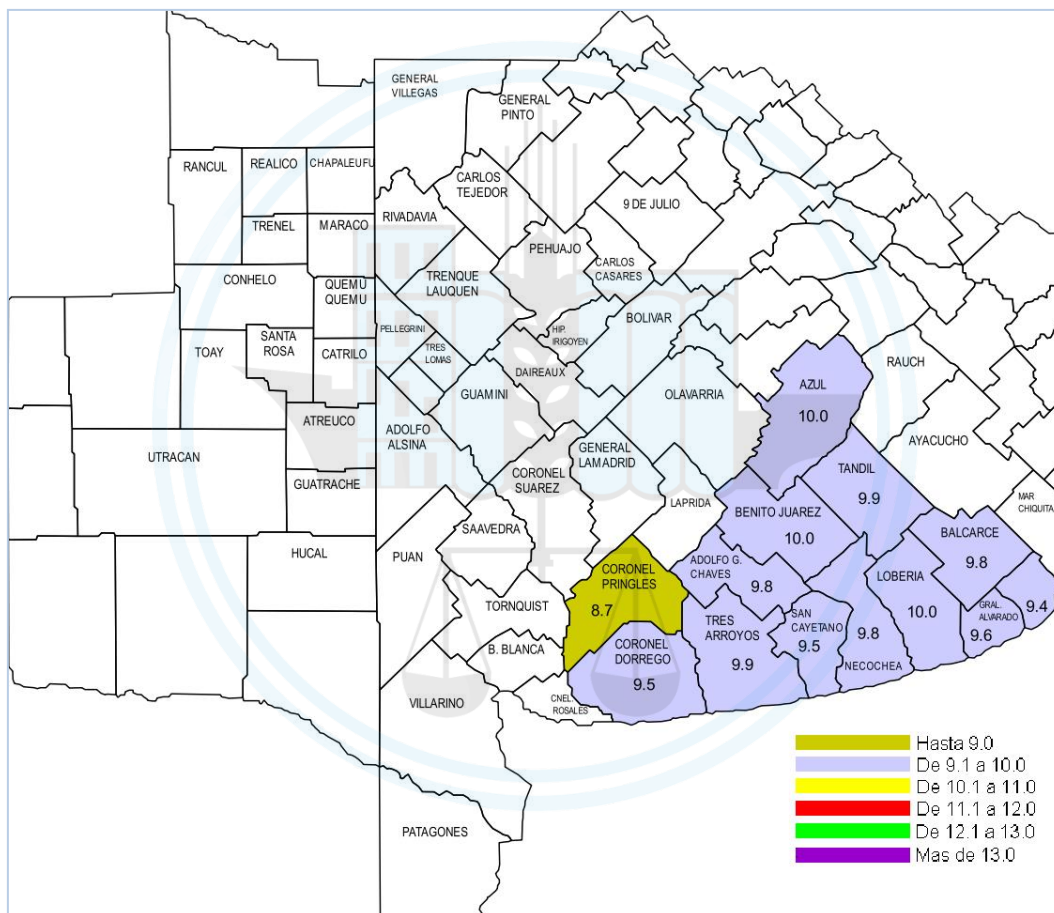 GENERAL
VILLEGAS
GENERAL
PINTO
RANCUL
REALICO
CHAPALEUFU
CARLOS
TEJEDOR
RIVADAVIA
9 DE JULIO
TRENEL
MARACO
PEHUAJO
CARLOS
CASARES
CONHELO
QUEMU
QUEMU
TRENQUE
LAUQUEN
BOLIVAR
HIP.
IRIGOYEN
PELLEGRINI
TRES
LOMAS
TOAY
SANTA
ROSA
CATRILO
DAIREAUX
RAUCH
AZUL
10.0
GUAMINI
OLAVARRIA
ATREUCO
ADOLFO
ALSINA
AYACUCHO
UTRACAN
GENERAL
LAMADRID
TANDIL
9.9
CORONEL
SUAREZ
GUATRACHE
LAPRIDA
MAR
CHIQUITA
BENITO JUAREZ
10.0
SAAVEDRA
BALCARCE
9.8
HUCAL
PUAN
CORONEL
PRINGLES
8.7
ADOLFO G.
CHAVES
9.8
LOBERIA
10.0
TORNQUIST
TRES
ARROYOS
9.9
SAN
CAYETANO
9.5
GRAL.
ALVARADO
9.6
9.4
9.8
NECOCHEA
B. BLANCA
CORONEL
DORREGO
9.5
VILLARINO
CNEL.
ROSALES
PATAGONES
Hasta 9.0
De 9.1 a 10.0
De 10.1 a 11.0
De 11.1 a 12.0
De 12.1 a 13.0
Mas de 13.0